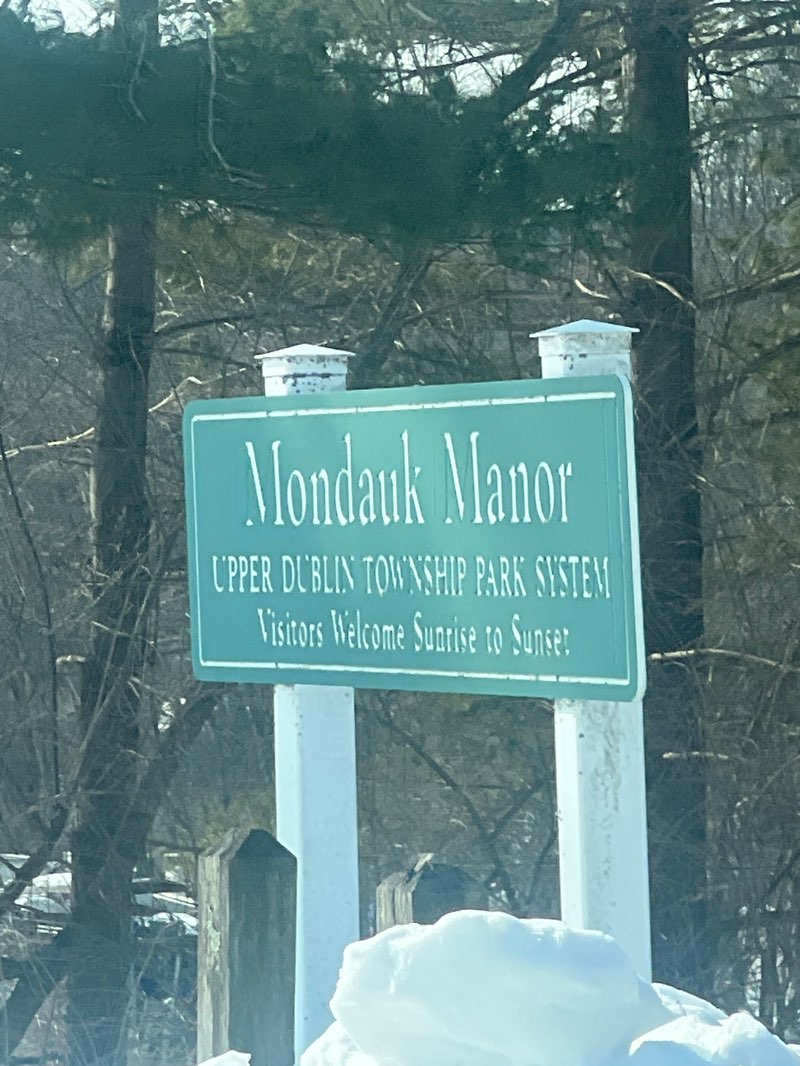 Mondauk Manor
UPPER DUBLIN TOWNSHIP PARK SYSTEM
Visitors Welcome Sunrise to Sunset